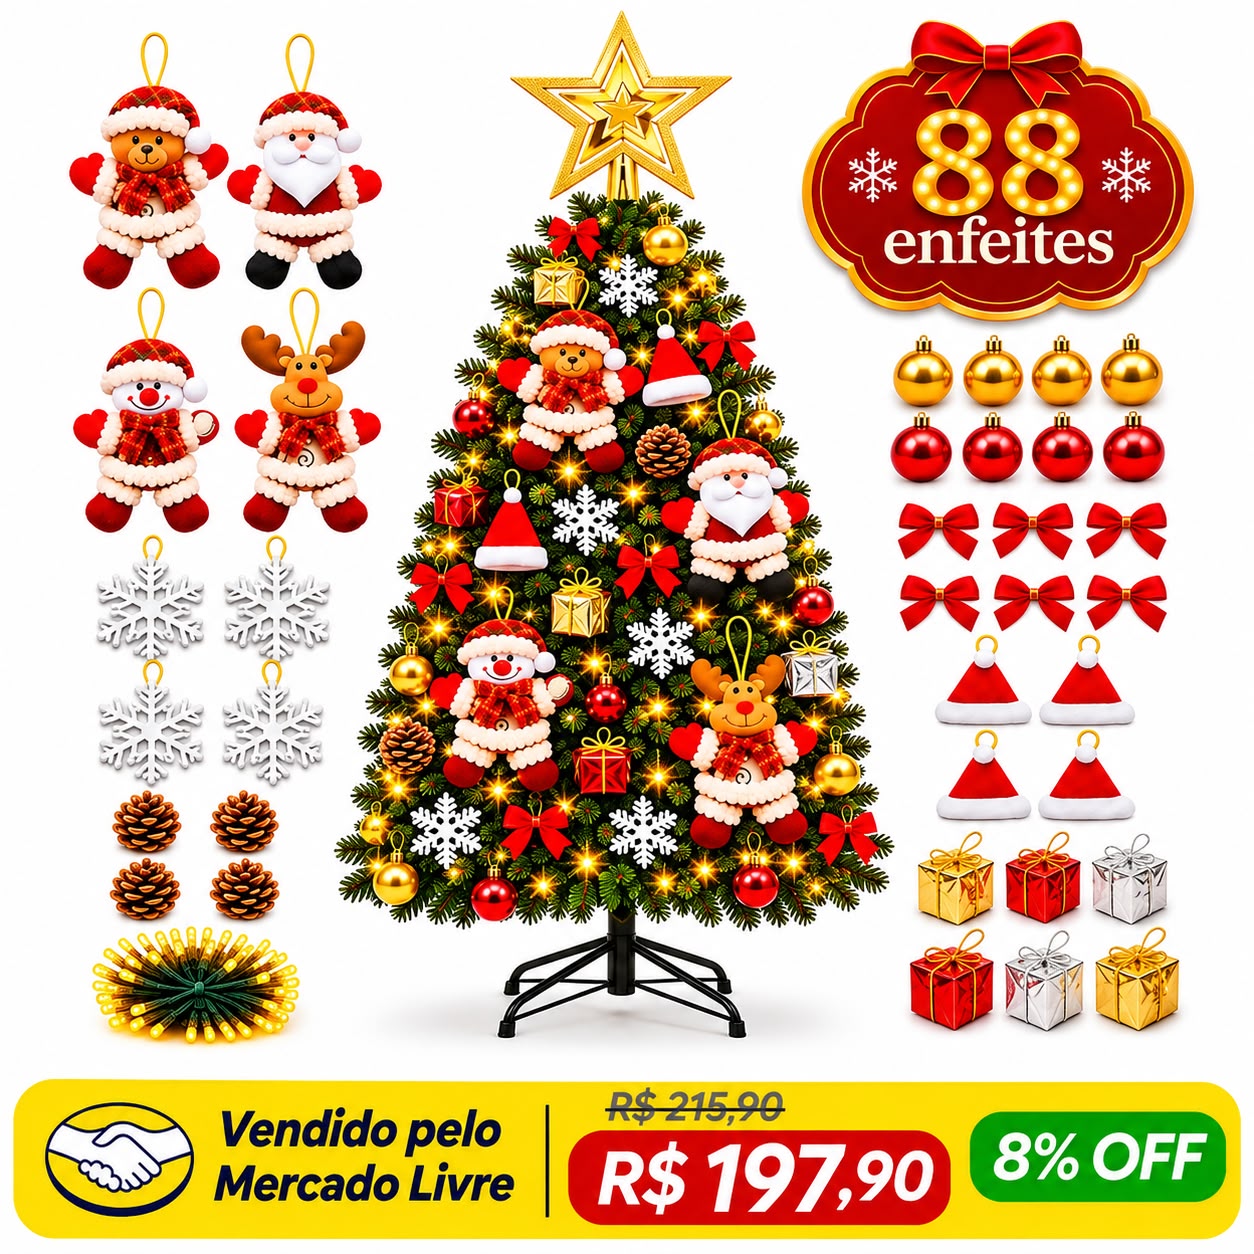 88
enfeites
Vendido pelo
Mercado Livre
R$ 215,90
R$ 197,90
8% OFF